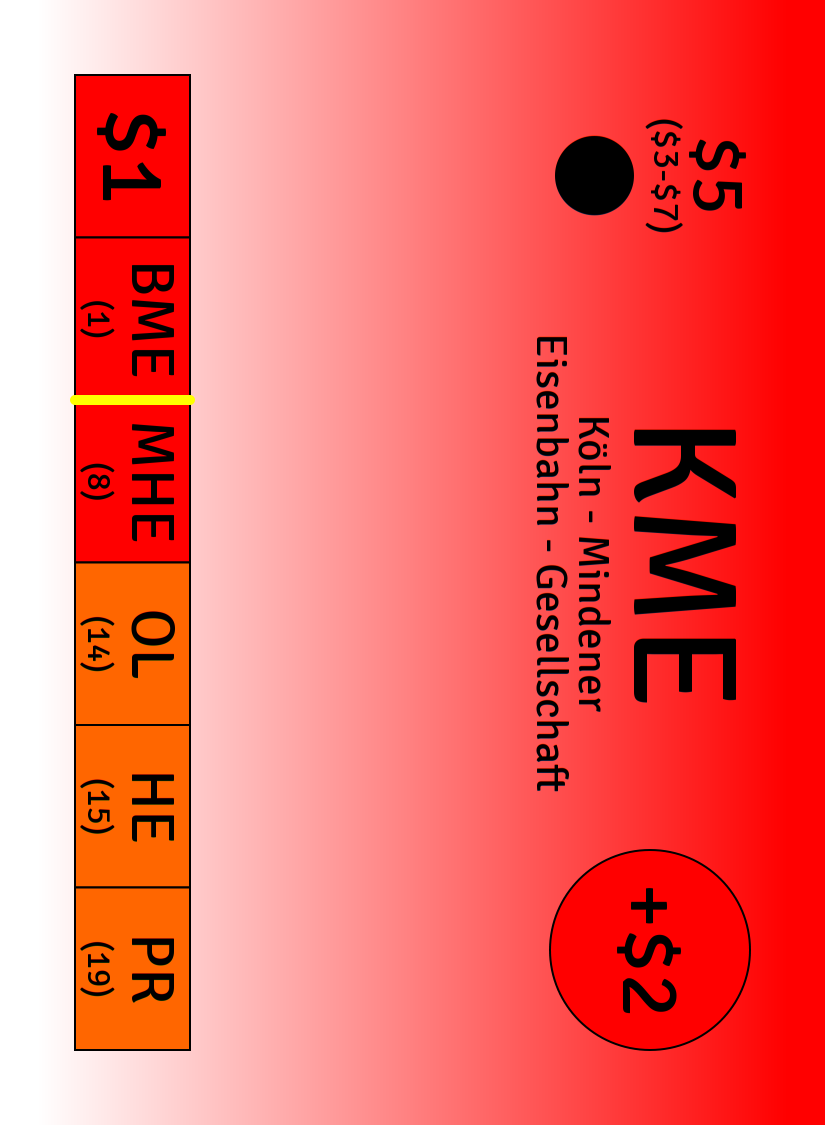 $5
($3-$7)
KME
Köln - Mindener
Eisenbahn - Gesellschaft
+$2
$1
BME
(1)
MHE
(8)
OL
(14)
HE
(15)
PR
(19)